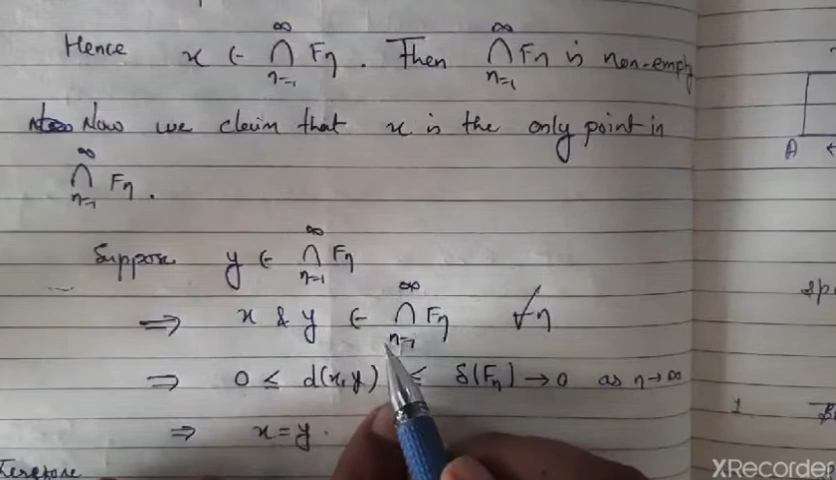 Hence x ∈ ∞ ⋂ n=1 Fn . Then ∞ ⋂ n=1 Fn is non-empty
Now we claim that x is the only point in
∞ ⋂ n=1 Fn .
Suppose y ∈ ∞ ⋂ n=1 Fn
⇒ x & y ∈ ∞ ⋂ n=1 Fn ∀ n
⇒ 0 ≤ d(x,y) ≤ δ(Fn) → 0 as n→∞
⇒ x = y .
Therefore
A
1
XRecorder